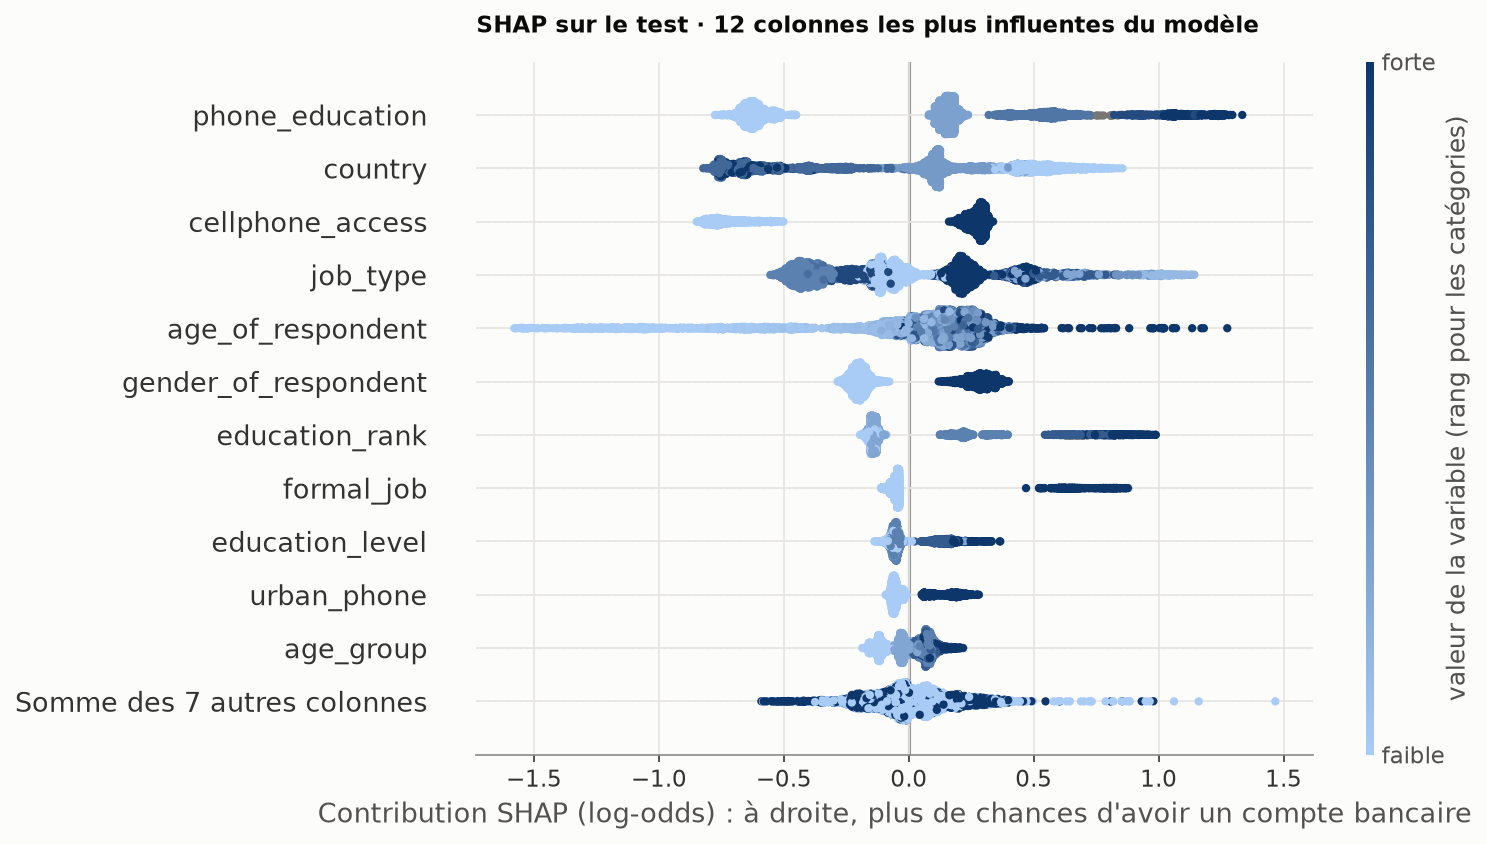 SHAP sur le test · 12 colonnes les plus influentes du modèle
forte
phone_education
country
cellphone_access
job_type
age_of_respondent
gender_of_respondent
education_rank
formal_job
education_level
urban_phone
age_group
Somme des 7 autres colonnes
valeur de la variable (rang pour les catégories)
faible
−1.5 −1.0 −0.5 0.0 0.5 1.0 1.5
Contribution SHAP (log-odds) : à droite, plus de chances d'avoir un compte bancaire